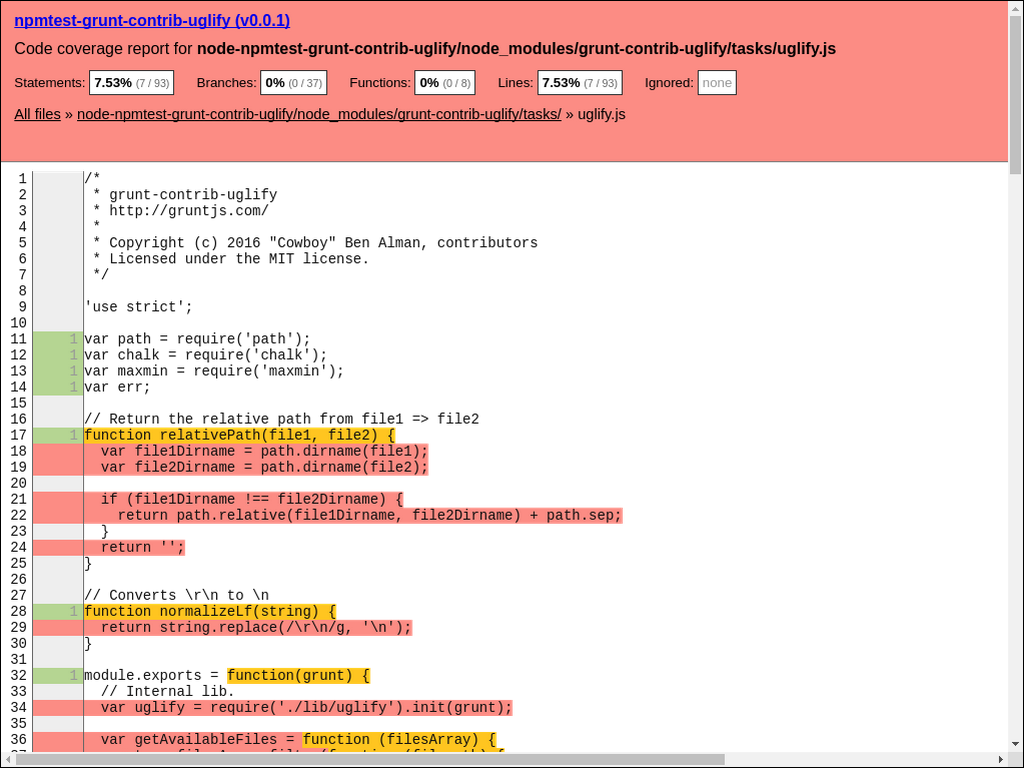 npmtest-grunt-contrib-uglify (v0.0.1)
Code coverage report for node-npmtest-grunt-contrib-uglify/node_modules/grunt-contrib-uglify/tasks/uglify.js
Statements: 7.53% (7 / 93) Branches: 0% (0 / 37) Functions: 0% (0 / 8) Lines: 7.53% (7 / 93) Ignored: none
All files » node-npmtest-grunt-contrib-uglify/node_modules/grunt-contrib-uglify/tasks/ » uglify.js
1 /*
2  * grunt-contrib-uglify
3  * http://gruntjs.com/
4  *
5  * Copyright (c) 2016 "Cowboy" Ben Alman, contributors
6  * Licensed under the MIT license.
7  */
8
9 'use strict';
10
11 1 var path = require('path');
12 1 var chalk = require('chalk');
13 1 var maxmin = require('maxmin');
14 1 var err;
15
16 // Return the relative path from file1 => file2
17 1 function relativePath(file1, file2) {
18   var file1Dirname = path.dirname(file1);
19   var file2Dirname = path.dirname(file2);
20
21   if (file1Dirname !== file2Dirname) {
22     return path.relative(file1Dirname, file2Dirname) + path.sep;
23   }
24   return '';
25 }
26
27 // Converts \r\n to \n
28 1 function normalizeLf(string) {
29   return string.replace(/\r\n/g, '\n');
30 }
31
32 1 module.exports = function(grunt) {
33   // Internal lib.
34   var uglify = require('./lib/uglify').init(grunt);
35
36   var getAvailableFiles = function (filesArray) {